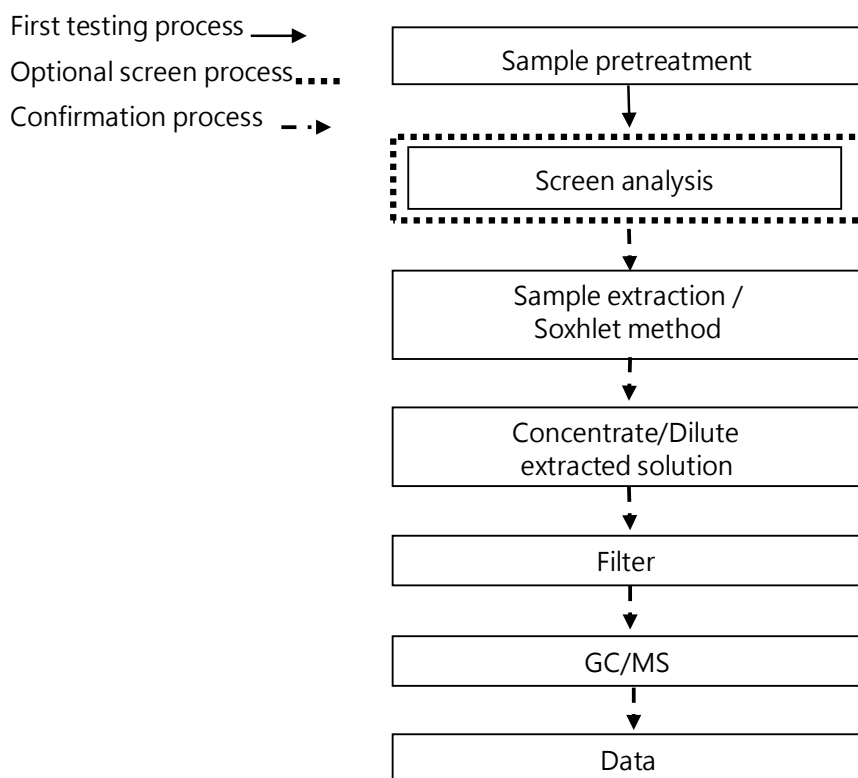 First testing process
Optional screen process
Confirmation process
Sample pretreatment
Screen analysis
Sample extraction /
Soxhlet method
Concentrate/Dilute
extracted solution
Filter
GC/MS
Data